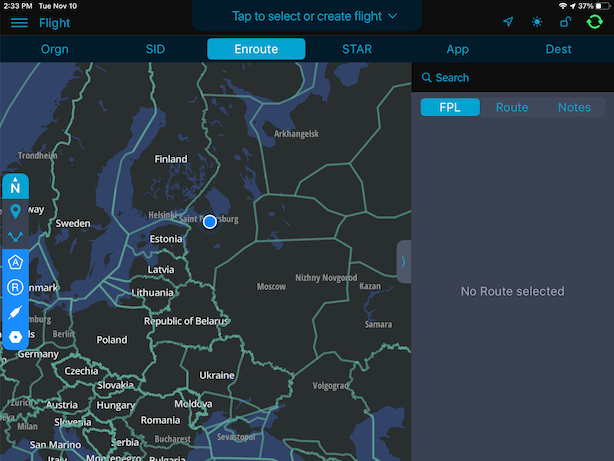 2:33 PM Tue Nov 10
37%
Flight
Tap to select or create flight
Orgn SID Enroute STAR App Dest
Search
FPL Route Notes
No Route selected
N
A
R
Arkhangelsk
Trondheim
Finland
Sweden
Helsinki
Saint Petersburg
Estonia
Latvia
Lithuania
Moscow
Nizhny Novgorod
Kazan
Samara
Republic of Belarus
Berlin
Poland
Germany
Czechia
Slovakia
Ukraine
Volgograd
Zurich
Austria
Hungary
Moldova
Milan
Slovenia
Romania
San Marino
Serbia
Bucharest
Sevastopol
Montenegro
Bulgaria